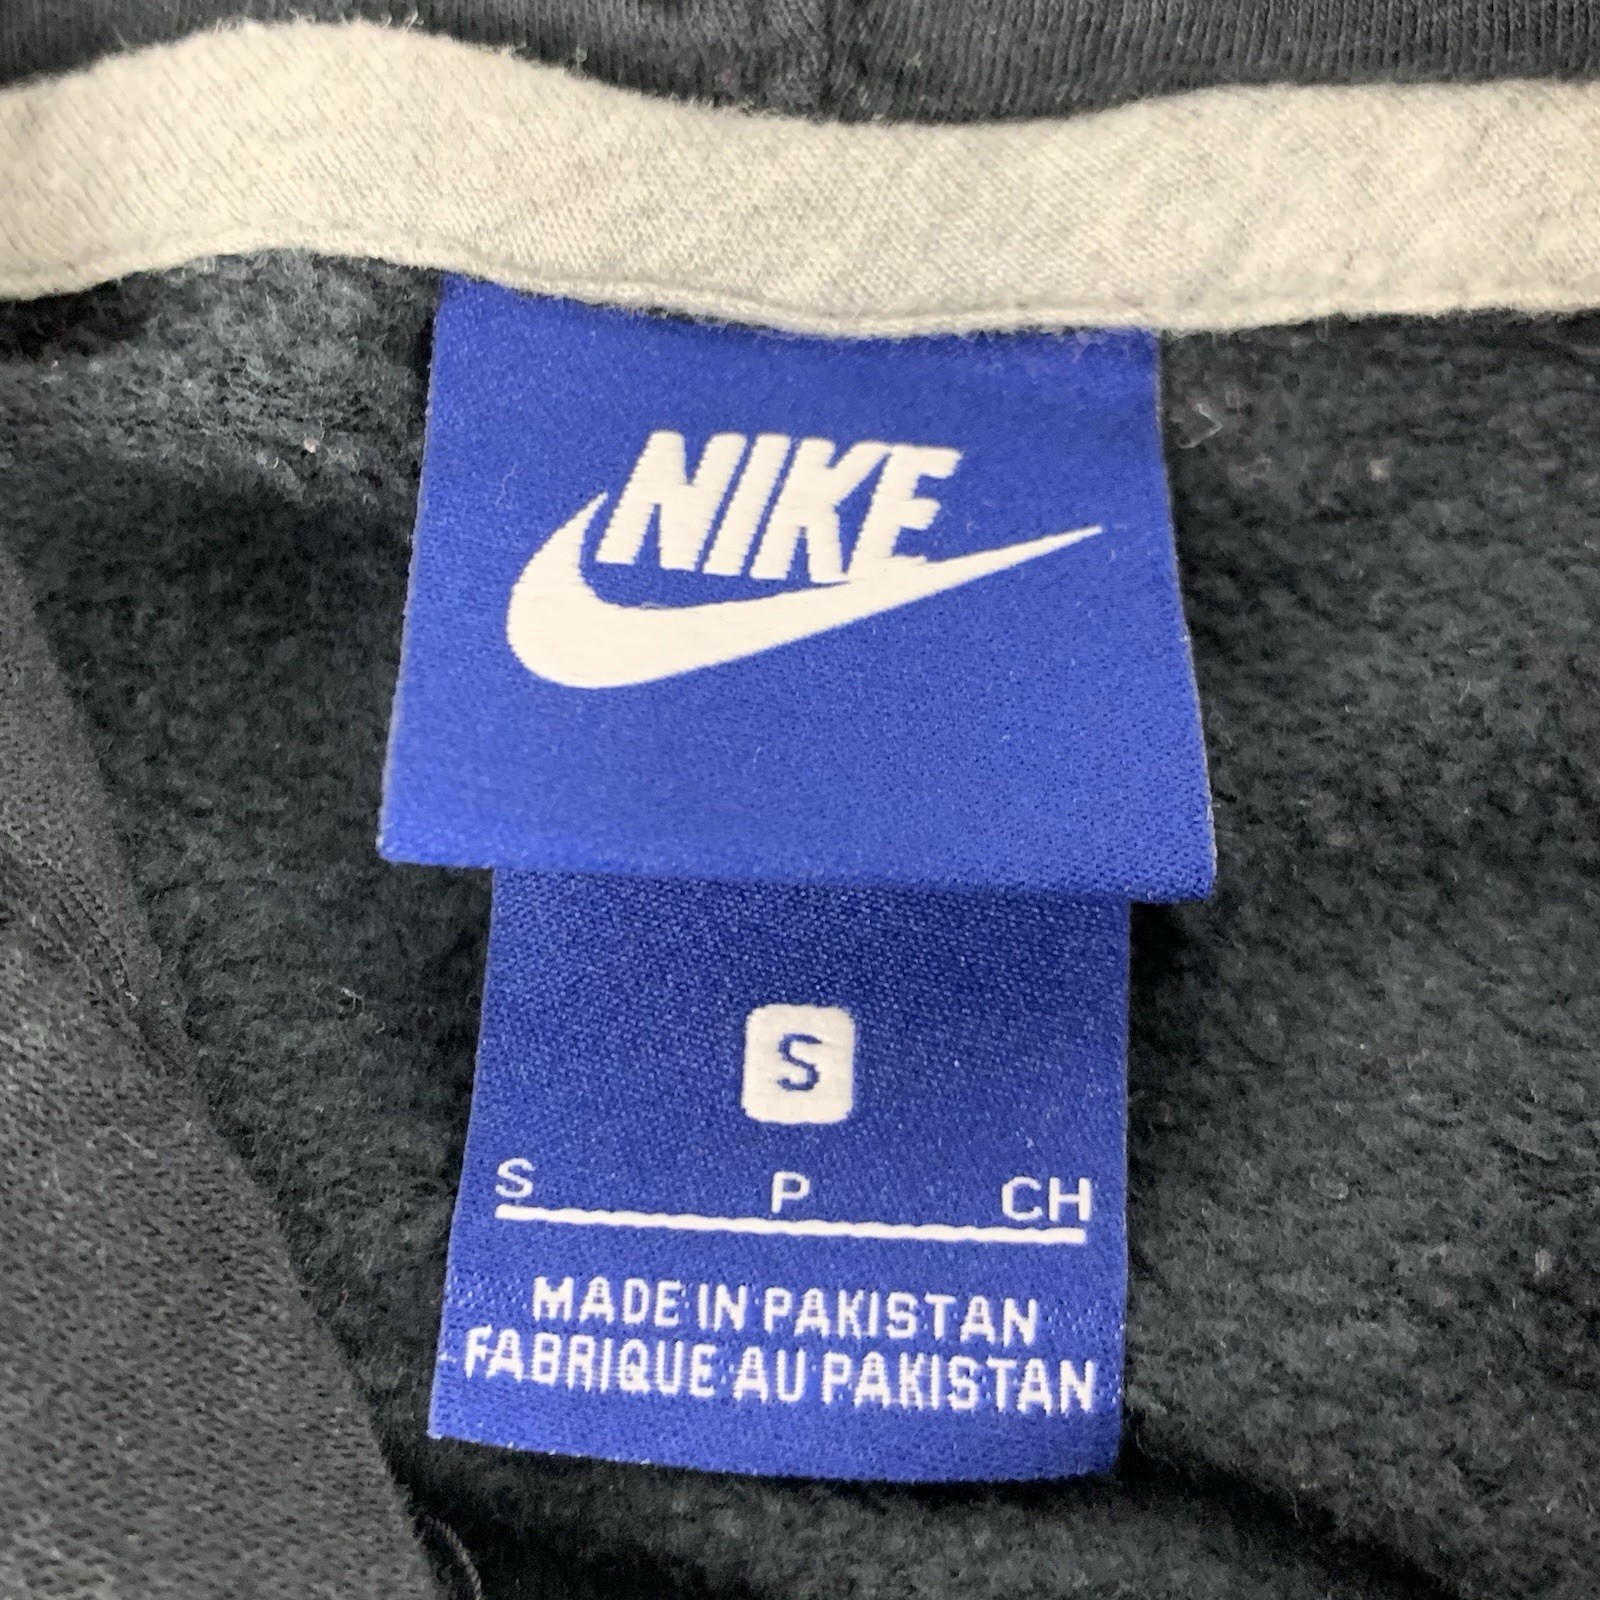 NIKE
S
S P CH
MADE IN PAKISTAN
FABRIQUE AU PAKISTAN